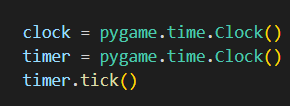 clock = pygame.time.Clock()
timer = pygame.time.Clock()
timer.tick()